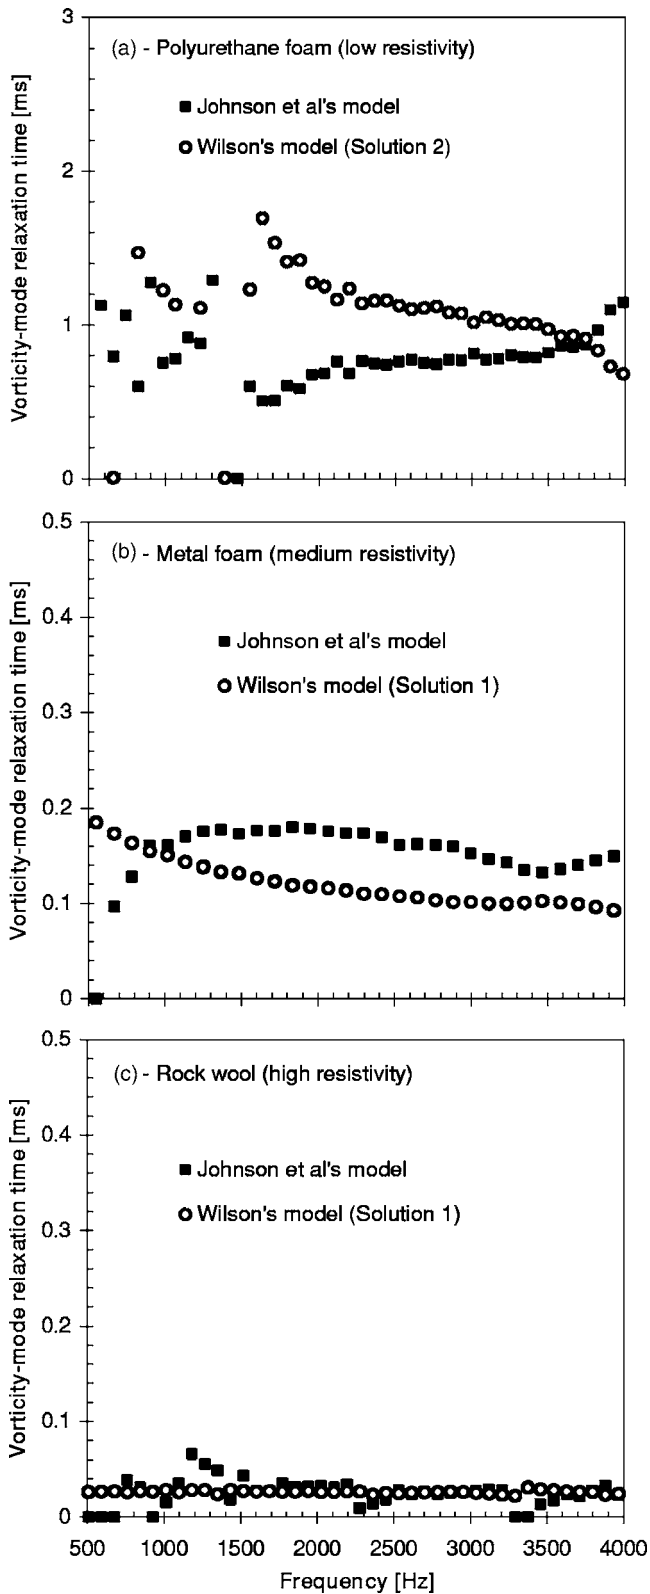 3
(a) - Polyurethane foam (low resistivity)
Johnson et al's model
Wilson's model (Solution 2)
2
1
0
Vorticity-mode relaxation time [ms]
0.5
(b) - Metal foam (medium resistivity)
0.4
Johnson et al's model
Wilson's model (Solution 1)
0.3
0.2
0.1
0
Vorticity-mode relaxation time [ms]
0.5
(c) - Rock wool (high resistivity)
0.4
Johnson et al's model
Wilson's model (Solution 1)
0.3
0.2
0.1
0
Vorticity-mode relaxation time [ms]
500 1000 1500 2000 2500 3000 3500 4000
Frequency [Hz]